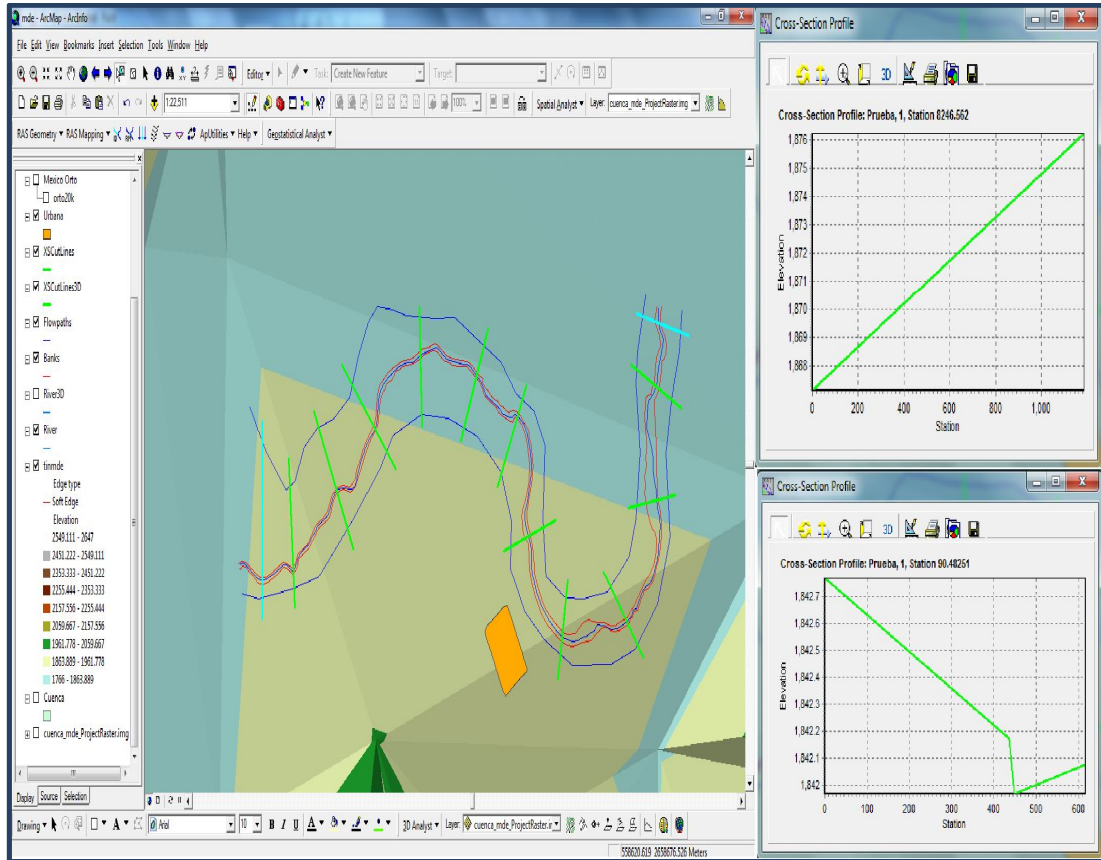 mde - ArcMap - ArcInfo
File Edit View Bookmarks Insert Selection Tools Window Help
Editor Task: Create New Feature Target:
1:22,511 100% Spatial Analyst Layer: cuenca_mde_ProjectRaster.img
RAS Geometry RAS Mapping ApUtilities Help Geostatistical Analyst
Mexico Orto
orto20k
Urbana
XSCutLines
XSCutLines3D
Flowpaths
Banks
River3D
River
tinmde
Edge type
Soft Edge
Elevation
2549.111 - 2647
2451.222 - 2549.111
2353.333 - 2451.222
2255.444 - 2353.333
2157.556 - 2255.444
2059.667 - 2157.556
1961.778 - 2059.667
1863.889 - 1961.778
1766 - 1863.889
Cuenca
cuenca_mde_ProjectRaster.img
Display Source Selection
Drawing A Arial 10 B I U A 3D Analyst Layer: cuenca_mde_ProjectRaster.ir
558620.619 2658676.526 Meters
Cross-Section Profile
3D
Cross-Section Profile: Prueba, 1, Station 8246.562
1,876
1,875
1,874
1,873
1,872
1,871
1,870
1,869
1,868
Elevation
0 200 400 600 800 1,000
Station
Cross-Section Profile
3D
Cross-Section Profile: Prueba, 1, Station 90.48251
1,842.7
1,842.6
1,842.5
1,842.4
1,842.3
1,842.2
1,842.1
1,842
Elevation
0 100 200 300 400 500 600
Station